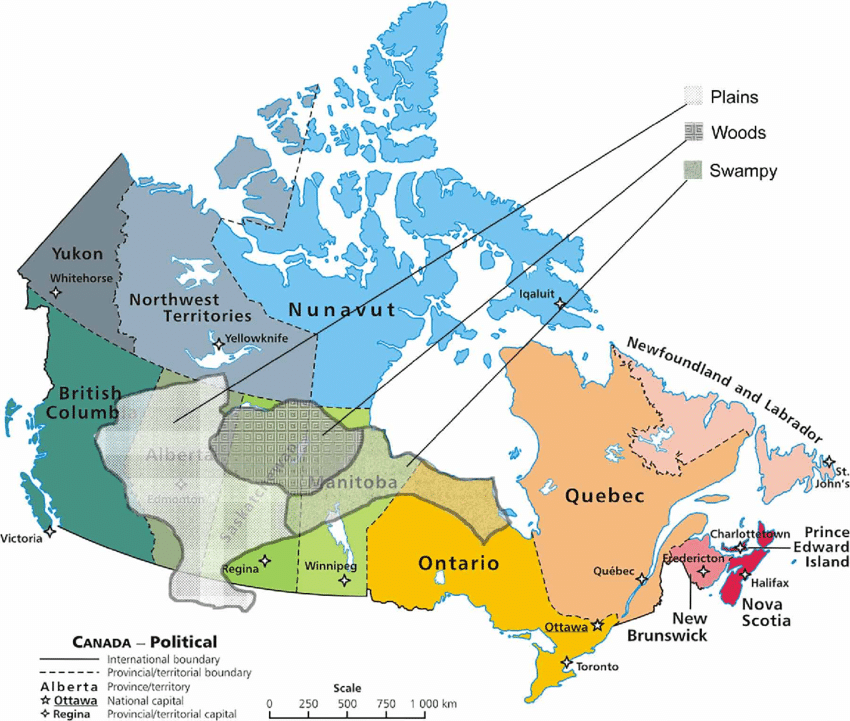 Plains
Woods
Swampy
Yukon
Whitehorse
Northwest
Territories
Yellowknife
Nunavut
Iqaluit
British
Columb
Alberta
Edmonton
Saskatchewan
Manitoba
Newfoundland and Labrador
St.
John's
Quebec
Victoria
Regina
Winnipeg
Ontario
Québec
Charlottetown
Fredericton
Prince
Edward
Island
Halifax
Nova
Scotia
New
Brunswick
Ottawa
Toronto
CANADA – Political
International boundary
Provincial/territorial boundary
Alberta Province/territory
Ottawa National capital
Regina Provincial/territorial capital
Scale
0 250 500 750 1 000 km